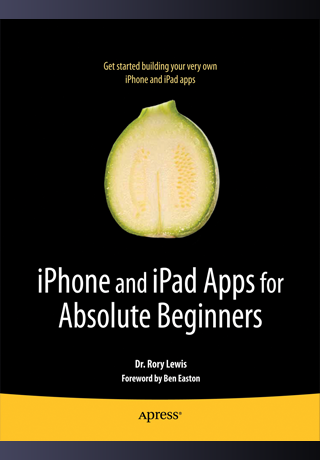 Get started building your very own
iPhone and iPad apps
iPhone and iPad Apps for
Absolute Beginners
Dr. Rory Lewis
Foreword by Ben Easton
Apress®